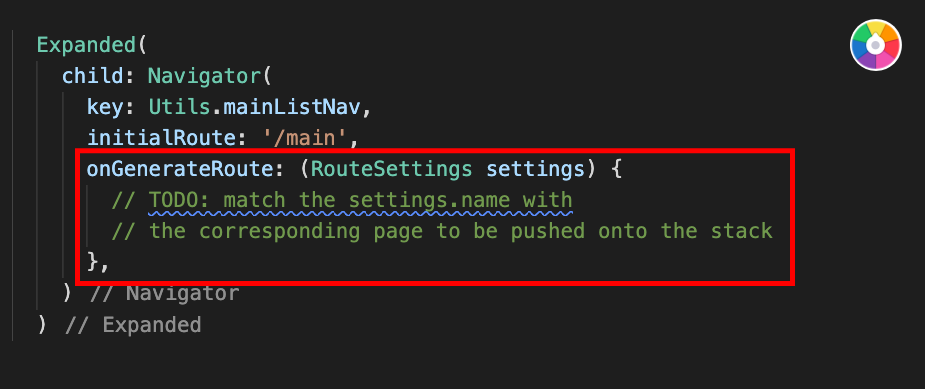 Expanded(
child: Navigator(
key: Utils.mainListNav,
initialRoute: '/main',
onGenerateRoute: (RouteSettings settings) {
// TODO: match the settings.name with
// the corresponding page to be pushed onto the stack
},
) // Navigator
) // Expanded